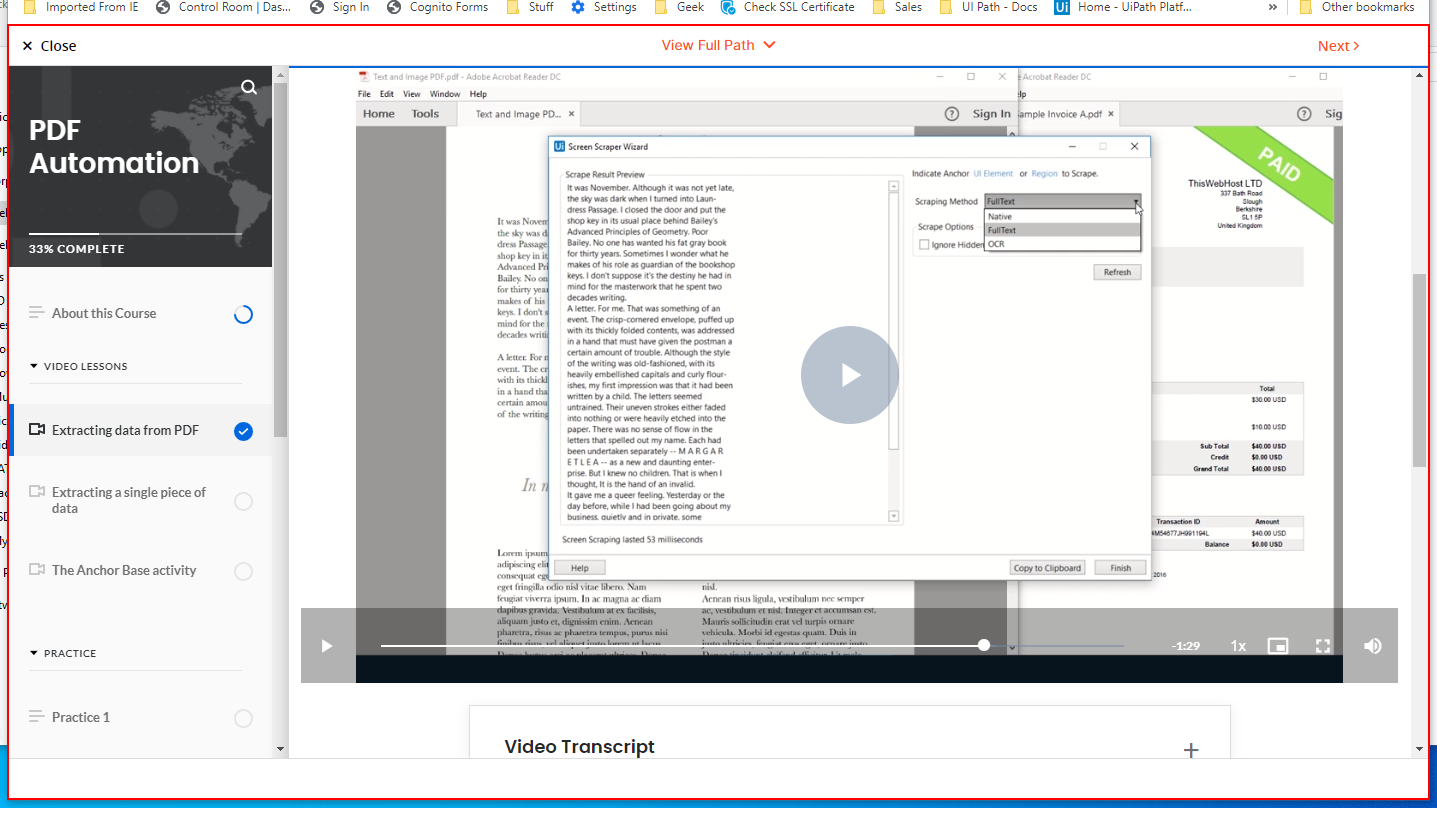 Imported From IE
Control Room | Das...
Sign In
Cognito Forms
Stuff
Settings
Geek
Check SSL Certificate
Sales
UI Path - Docs
Ui Home - UiPath Platf...
»
Other bookmarks
× Close
View Full Path
Next >
PDF
Automation
33% COMPLETE
About this Course
VIDEO LESSONS
Extracting data from PDF
Extracting a single piece of
data
The Anchor Base activity
PRACTICE
Practice 1
Text and Image PDF.pdf - Adobe Acrobat Reader DC
File Edit View Window Help
Home Tools Text and Image PD... ×
Sign In
Acrobat Reader DC
Sample Invoice A.pdf ×
Sig
PAID
ThisWebHost LTD
337 Bath Road
Slough
Berkshire
SL1 5P
United Kingdom
Ui Screen Scraper Wizard
Scrape Result Preview
It was November. Although it was not yet late,
the sky was dark when I turned into Laun-
dress Passage. I closed the door and put the
shop key in its usual place behind Bailey's
Advanced Principles of Geometry. Poor
Bailey. No one has wanted his fat gray book
for thirty years. Sometimes I wonder what he
makes of his role as guardian of the bookshop
keys. I don't suppose it's the destiny he had in
mind for the masterwork that he spent two
decades writing.
A letter. For me. That was something of an
event. The crisp-cornered envelope, puffed up
with its thickly folded contents, was addressed
in a hand that must have given the postman a
certain amount of trouble. Although the style
of the writing was old-fashioned, with its
heavily embellished capitals and curly flour-
ishes, my first impression was that it had been
written by a child. The letters seemed
untrained. Their uneven strokes either faded
into nothing or were heavily etched into the
paper. There was no sense of flow in the
letters that spelled out my name. Each had
been undertaken separately -- M A R G A R
E T L E A -- as a new and daunting enter-
prise. But I knew no children. That is when I
thought, It is the hand of an invalid.
It gave me a queer feeling. Yesterday or the
day before, while I had been going about my
business, quietly and in private, some
Screen Scraping lasted 53 milliseconds
Help
Indicate Anchor UI Element or Region to Scrape.
Scraping Method FullText
Native
FullText
OCR
Scrape Options
Ignore Hidden
Refresh
Copy to Clipboard
Finish
It was Novem
the sky was d
dress Passage
shop key in it
Advanced Pri
Bailey. No on
for thirty yea
makes of his
keys. I don't s
mind for the
decades writi
A letter. For m
event. The cr
with its thickl
in a hand tha
certain amou
of the writing
In n
Lorem ipsum
adipiscing elit
consequat eg
eget fringilla odio nisl vitae libero. Nam
feugiat viverra ipsum. In ac magna ac diam
dapibus gravida. Vestibulum at ex facilisis,
aliquam justo et, dignissim enim. Aenean
pharetra, risus ac pharetra tempus, purus nisi
nisl.
Aenean risus ligula, vestibulum nec semper
ac, vestibulum et nisl. Integer et accumsan est.
Mauris sollicitudin erat vel turpis ornare
vehicula. Morbi id egestas quam. Duis in
Total
$30.00 USD
$10.00 USD
Sub Total $40.00 USD
Credit $0.00 USD
Grand Total $40.00 USD
Transaction ID Amount
$40.00 USD
Balance $0.00 USD
2016
-1:29
1x
Video Transcript
+